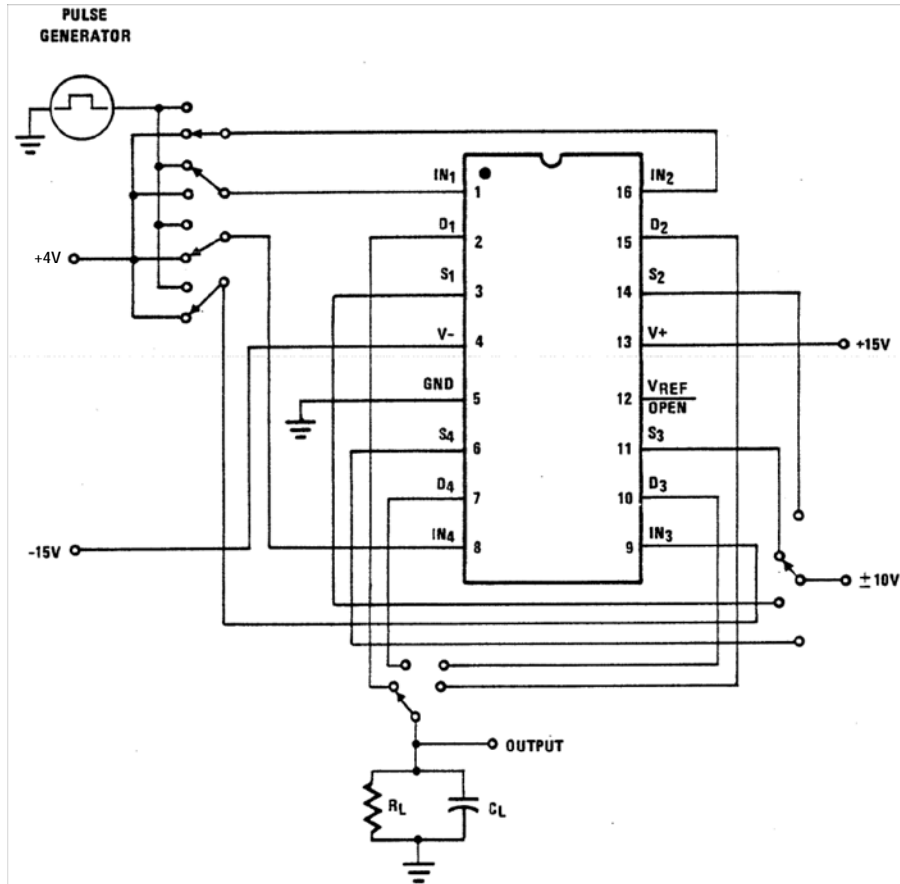 PULSE
GENERATOR
IN1
1
16
IN2
D1
2
15
D2
+4V
S1
3
14
S2
V-
4
13
V+
+15V
GND
5
12
VREF
OPEN
S4
6
11
S3
D4
7
10
D3
-15V
IN4
8
9
IN3
±10V
OUTPUT
RL
CL